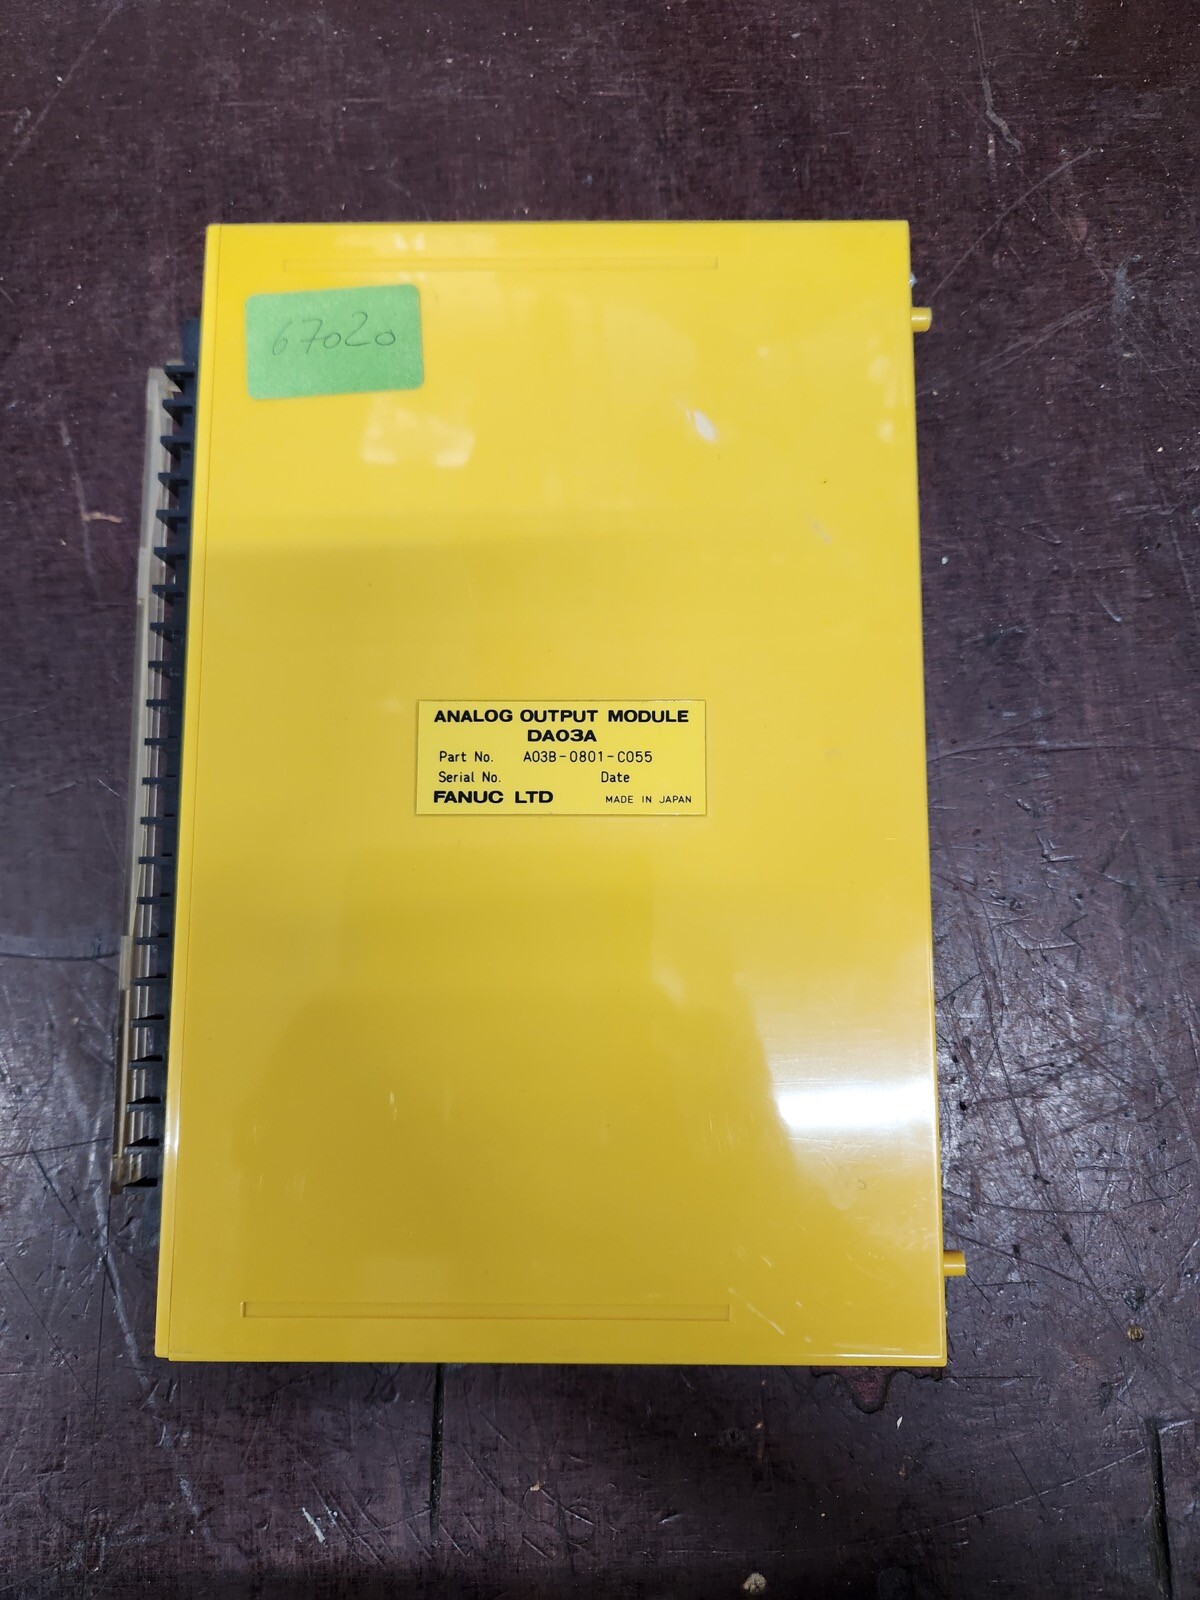 67020
ANALOG OUTPUT MODULE
DA03A
Part No. A03B-0801-C055
Serial No. Date
FANUC LTD MADE IN JAPAN